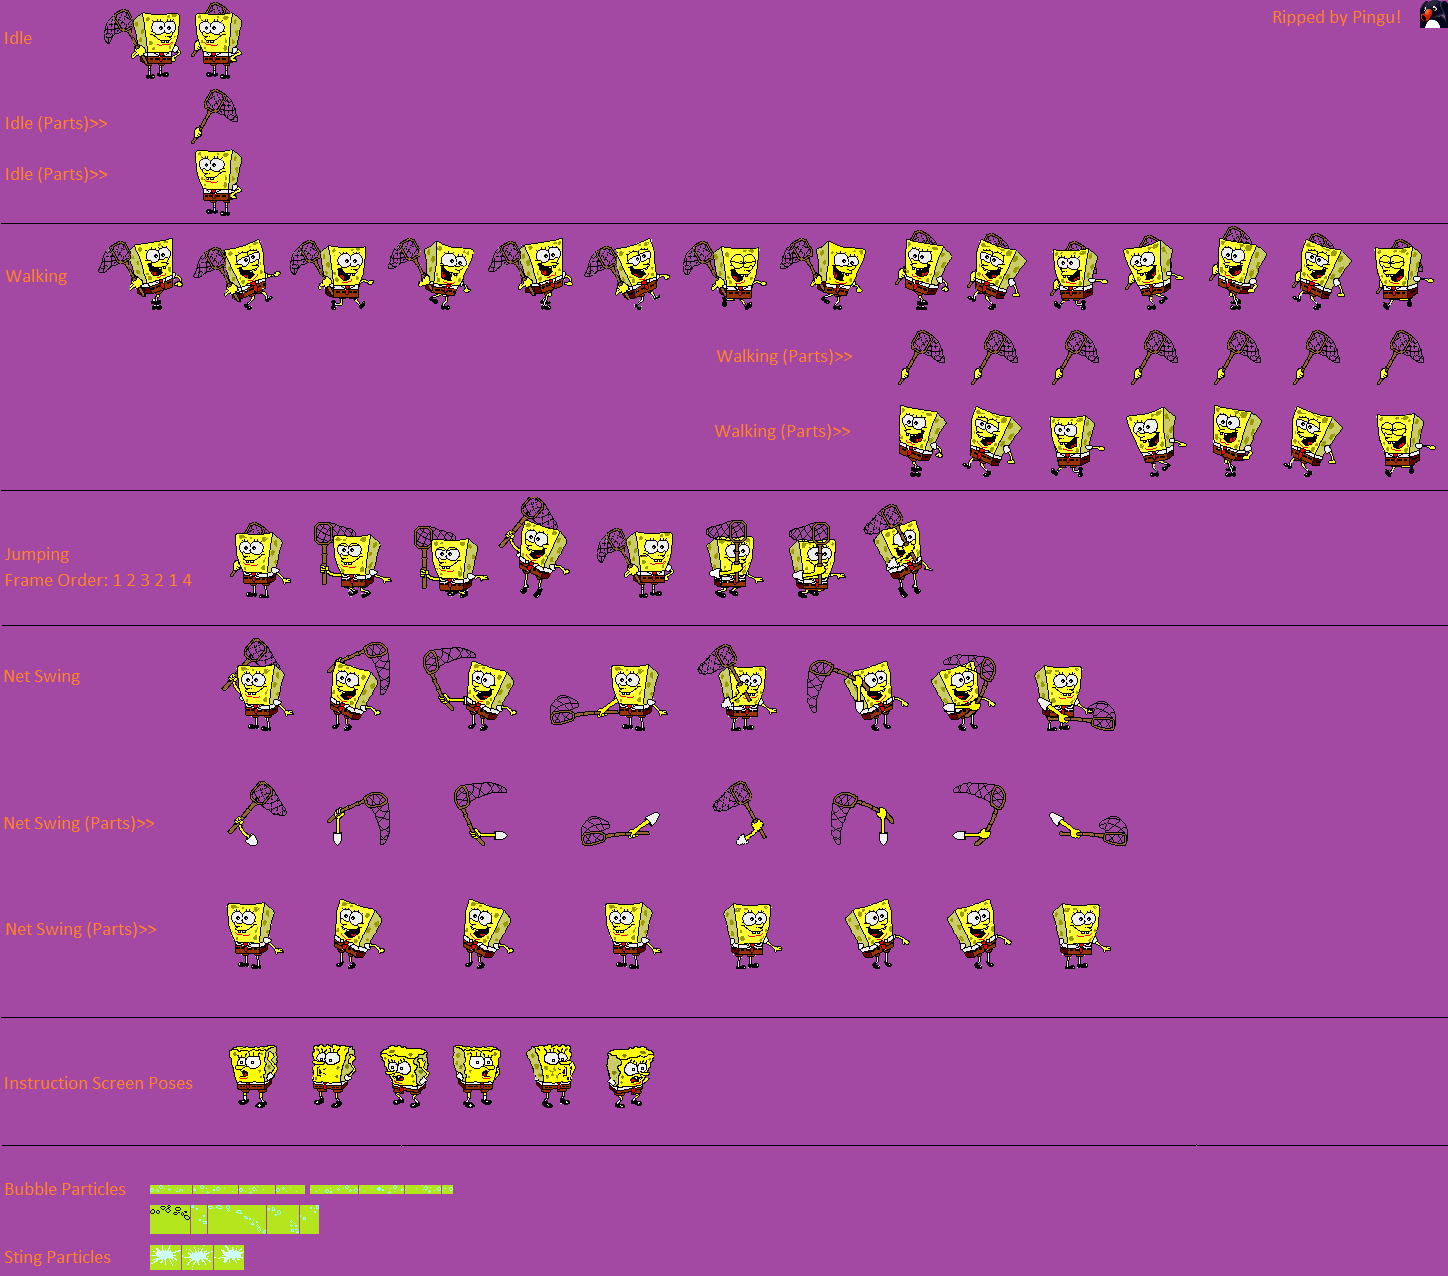 Idle
Ripped by Pingu!
Idle (Parts)>>
Idle (Parts)>>
Walking
Walking (Parts)>>
Walking (Parts)>>
Jumping
Frame Order: 1 2 3 2 1 4
Net Swing
Net Swing (Parts)>>
Net Swing (Parts)>>
Instruction Screen Poses
Bubble Particles
Sting Particles